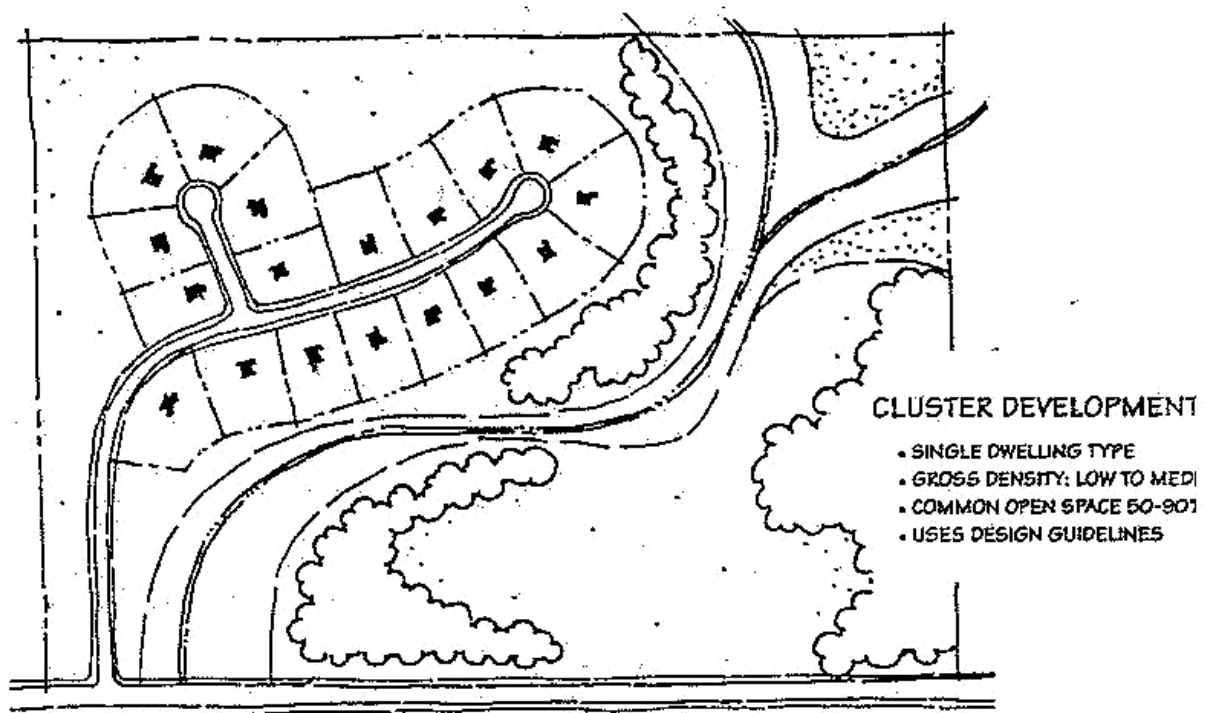 CLUSTER DEVELOPMENT
• SINGLE DWELLING TYPE
• GROSS DENSITY: LOW TO MEDI
• COMMON OPEN SPACE 50-90
• USES DESIGN GUIDELINES